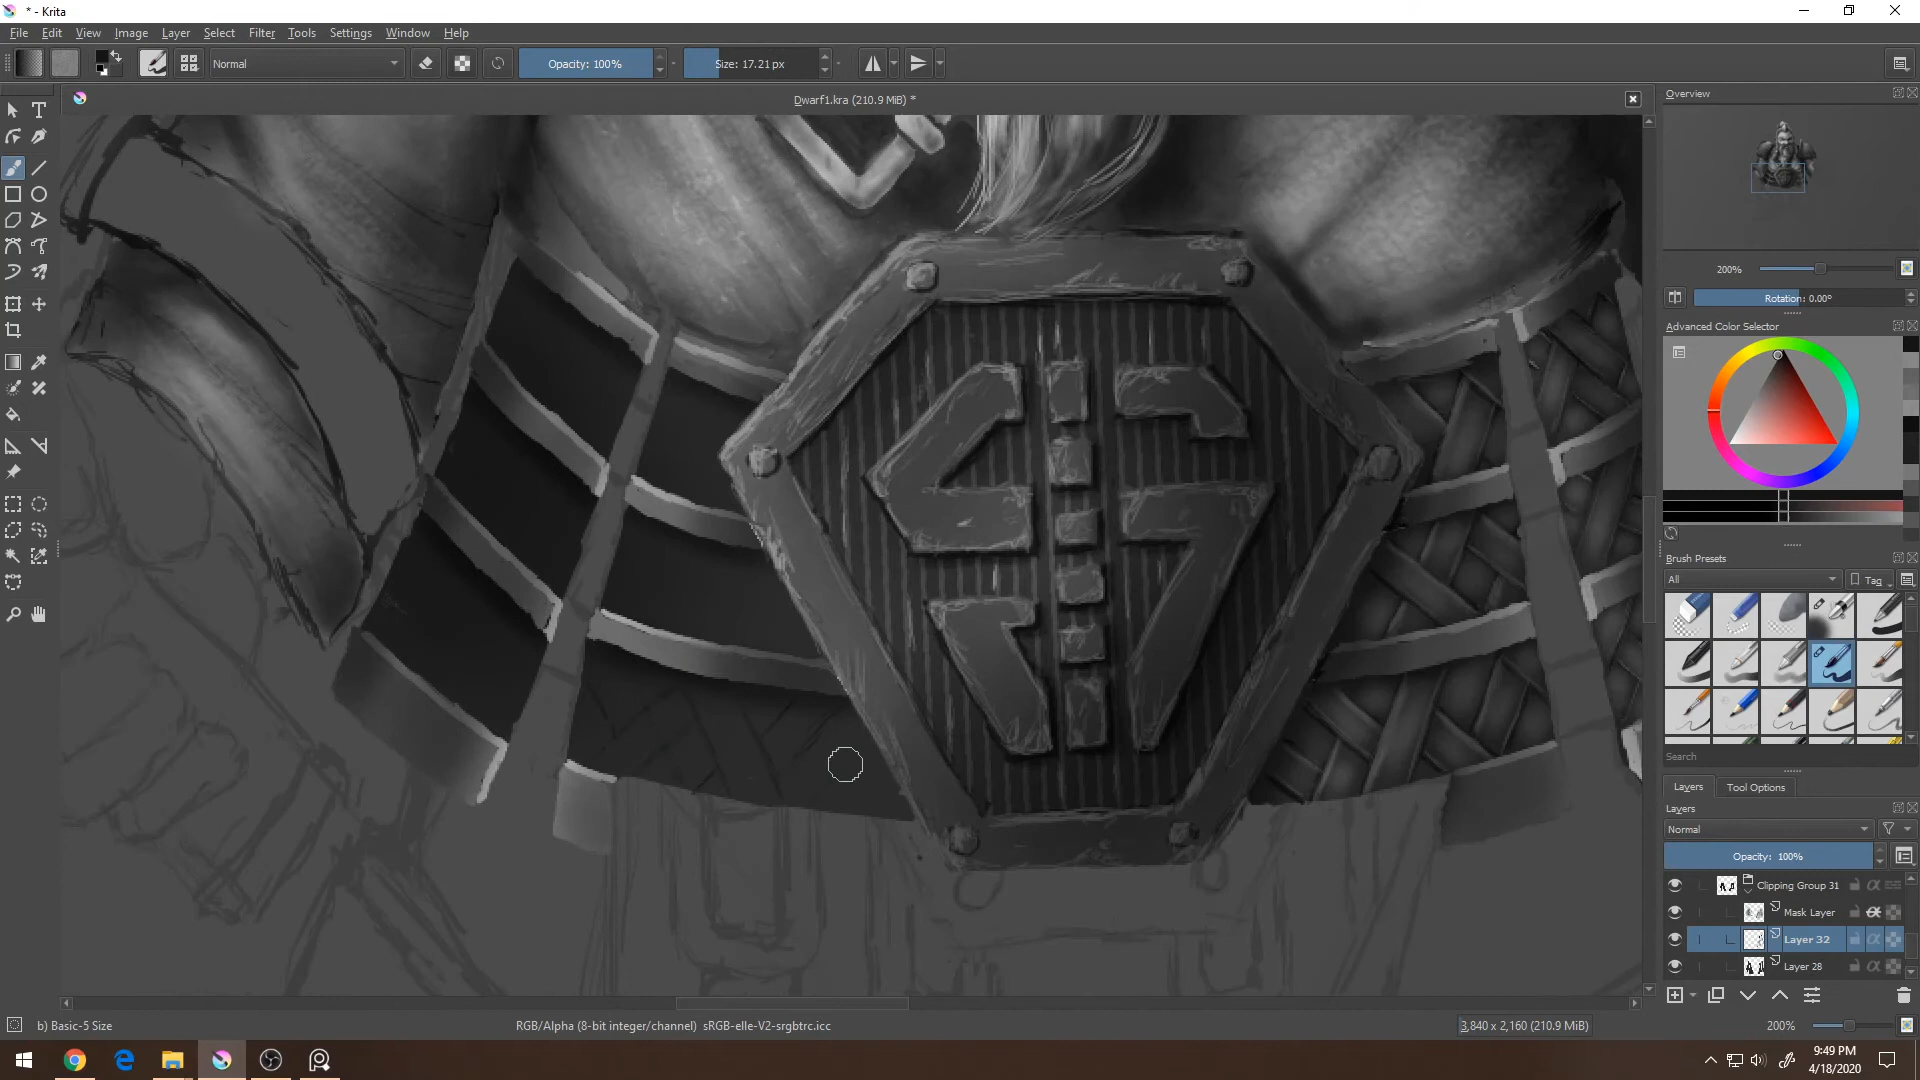 * - Krita
File Edit View Image Layer Select Filter Tools Settings Window Help
Normal
Opacity: 100%
Size: 17.21 px
Dwarf1.kra (210.9 MiB) *
Overview
200%
Rotation: 0.00°
Advanced Color Selector
Brush Presets
All
Tag
Search
Layers Tool Options
Layers
Normal
Opacity: 100%
Clipping Group 31
Mask Layer
Layer 32
Layer 28
b) Basic-5 Size
RGB/Alpha (8-bit integer/channel) sRGB-elle-V2-srgbtrc.icc
3,840 x 2,160 (210.9 MiB)
200%
9:49 PM
4/18/2020